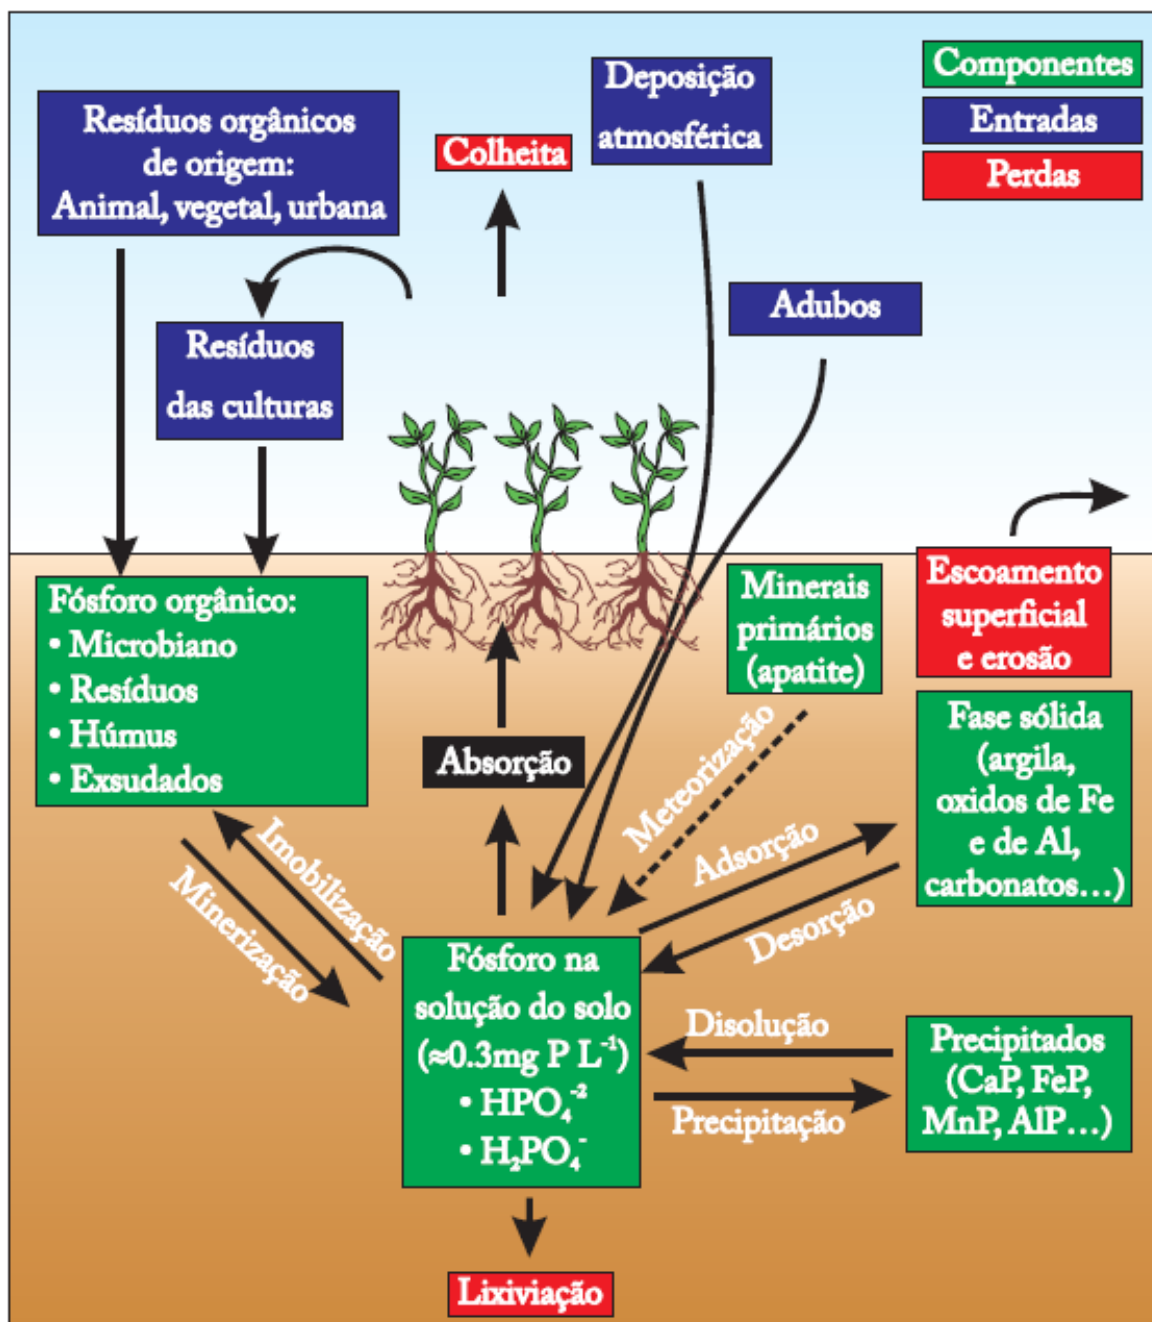 Resíduos orgânicos
de origem:
Animal, vegetal, urbana
Colheita
Deposição
atmosférica
Componentes
Entradas
Perdas
Resíduos
das culturas
Adubos
Fósforo orgânico:
• Microbiano
• Resíduos
• Húmus
• Exsudados
Absorção
Minerais
primários
(apatite)
Escoamento
superficial
e erosão
Fase sólida
(argila,
oxidos de Fe
e de Al,
carbonatos...)
Meteorização
Adsorção
Desorção
Imobilização
Minerização
Fósforo na
solução do solo
(≈0.3mg P L⁻¹)
• HPO₄⁻²
• H₂PO₄⁻
Disolução
Precipitação
Precipitados
(CaP, FeP,
MnP, AlP...)
Lixiviação